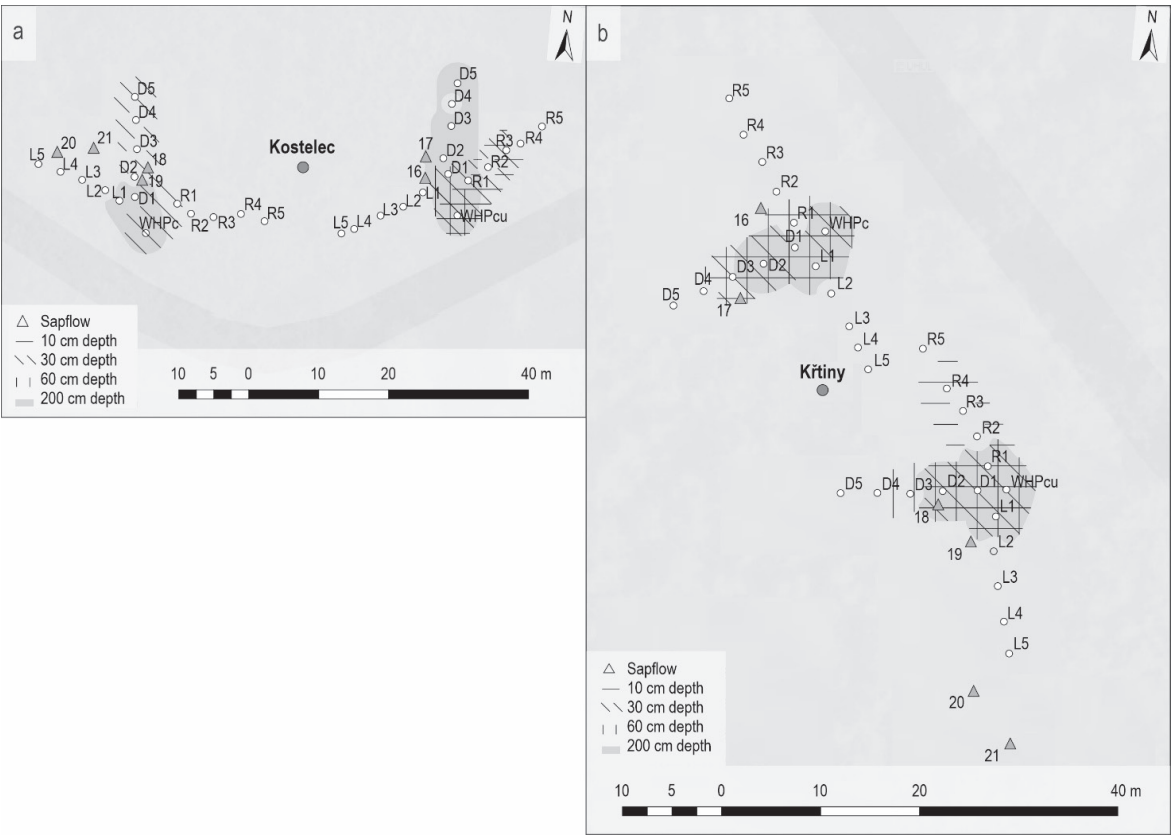 a
N
D5
D4
D3
20
21
18
L5
L4
L3
D2
19
L2
L1
D1
R1
WHPc
R2
R3
R4
R5
Kostelec
D5
D4
D3
R5
R4
R3
17
D2
R2
16
D1
R1
L1
L2
WHPcu
L3
L5
L4
Sapflow
10 cm depth
30 cm depth
60 cm depth
200 cm depth
10 5 0 10 20 40 m
b
N
R5
R4
R3
R2
16
R1
WHPc
D1
L1
D3
D2
D4
L2
D5
17
L3
L4
R5
L5
Křtiny
R4
R3
R2
R1
D5
D4
D3
D2
D1
WHPcu
18
L1
19
L2
L3
L4
L5
20
21
Sapflow
10 cm depth
30 cm depth
60 cm depth
200 cm depth
10 5 0 10 20 40 m